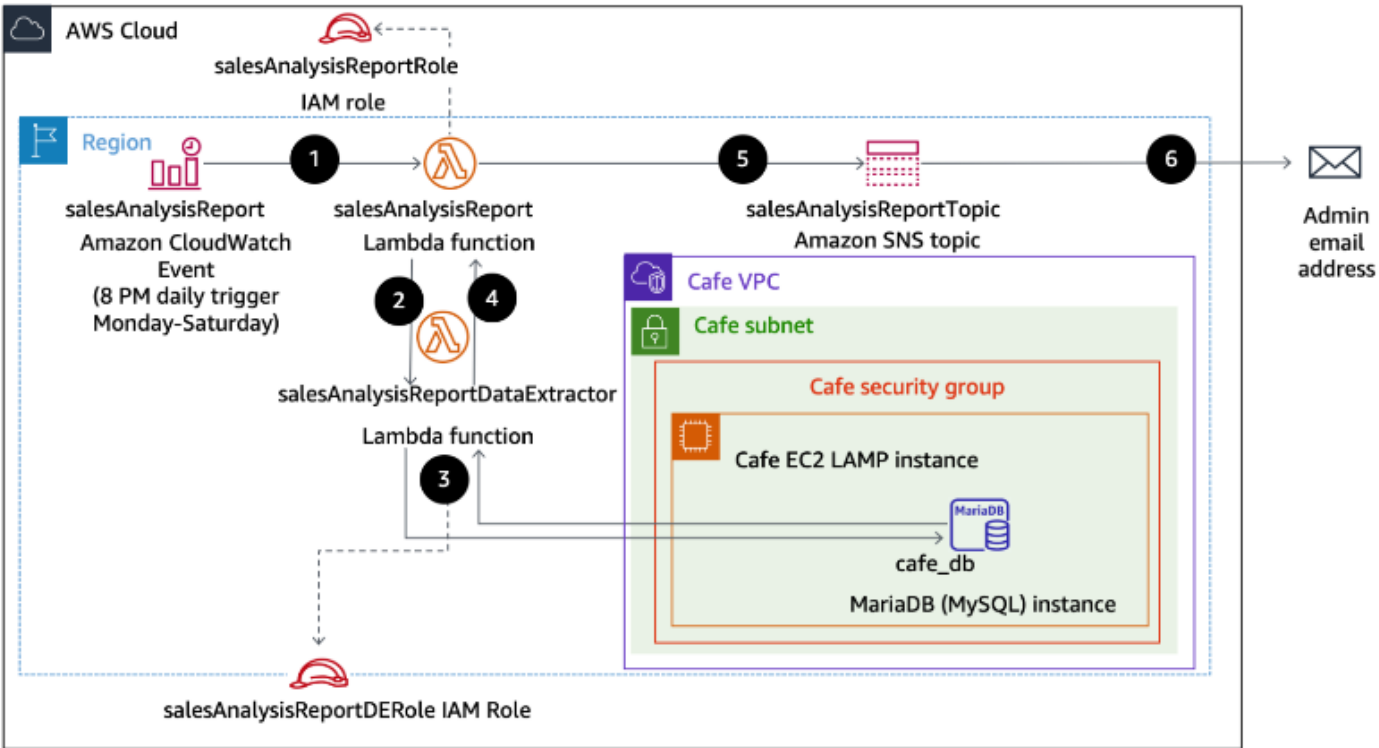 AWS Cloud
salesAnalysisReportRole
IAM role
Region
1
5
6
salesAnalysisReport
Amazon CloudWatch
Event
(8 PM daily trigger
Monday-Saturday)
salesAnalysisReport
Lambda function
salesAnalysisReportTopic
Amazon SNS topic
Admin
email
address
2
4
salesAnalysisReportDataExtractor
Lambda function
3
Cafe VPC
Cafe subnet
Cafe security group
Cafe EC2 LAMP instance
MariaDB
cafe_db
MariaDB (MySQL) instance
salesAnalysisReportDERole IAM Role